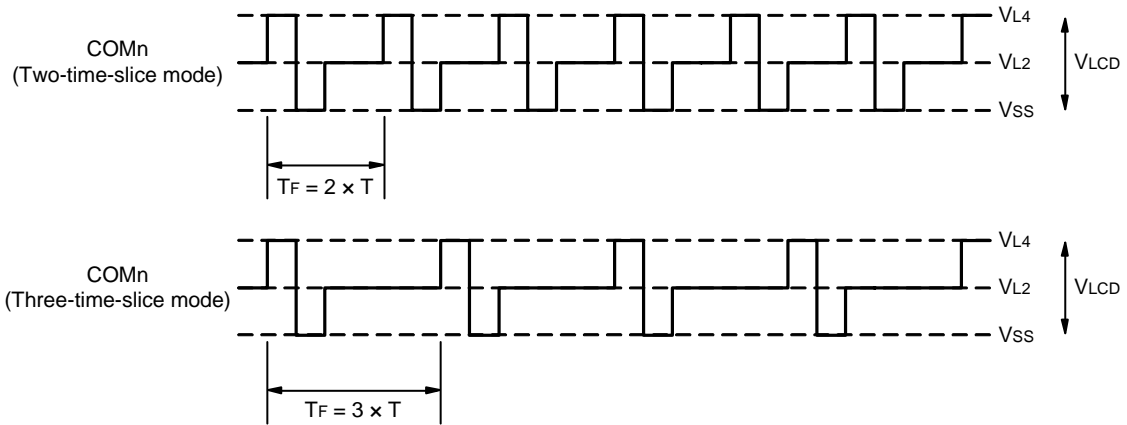 VL4
COMn
(Two-time-slice mode)
VL2
VLCD
VSS
TF = 2 × T
VL4
COMn
(Three-time-slice mode)
VL2
VLCD
VSS
TF = 3 × T